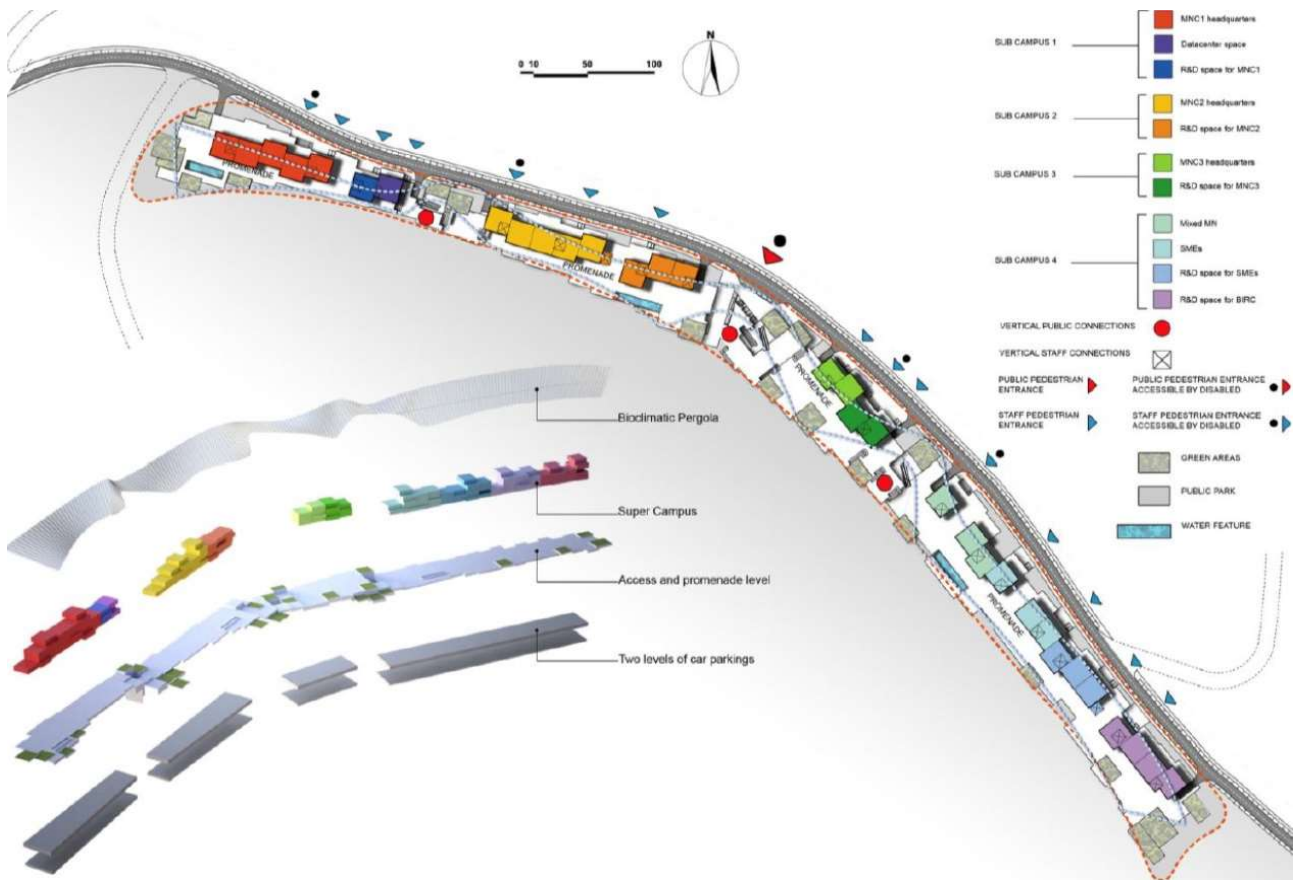 N
0 10 50 100
SUB CAMPUS 1
MNC1 headquarters
Datacenter space
R&D space for MNC1
SUB CAMPUS 2
MNC2 headquarters
R&D space for MNC2
SUB CAMPUS 3
MNC3 headquarters
R&D space for MNC3
SUB CAMPUS 4
Mixed MN
SMEs
R&D space for SMEs
R&D space for BIRC
VERTICAL PUBLIC CONNECTIONS
VERTICAL STAFF CONNECTIONS
PUBLIC PEDESTRIAN
ENTRANCE
PUBLIC PEDESTRIAN ENTRANCE
ACCESSIBLE BY DISABLED
STAFF PEDESTRIAN
ENTRANCE
STAFF PEDESTRIAN ENTRANCE
ACCESSIBLE BY DISABLED
GREEN AREAS
PUBLIC PARK
WATER FEATURE
PROMENADE
PROMENADE
PROMENADE
PROMENADE
Bioclimatic Pergola
Super Campus
Access and promenade level
Two levels of car parkings